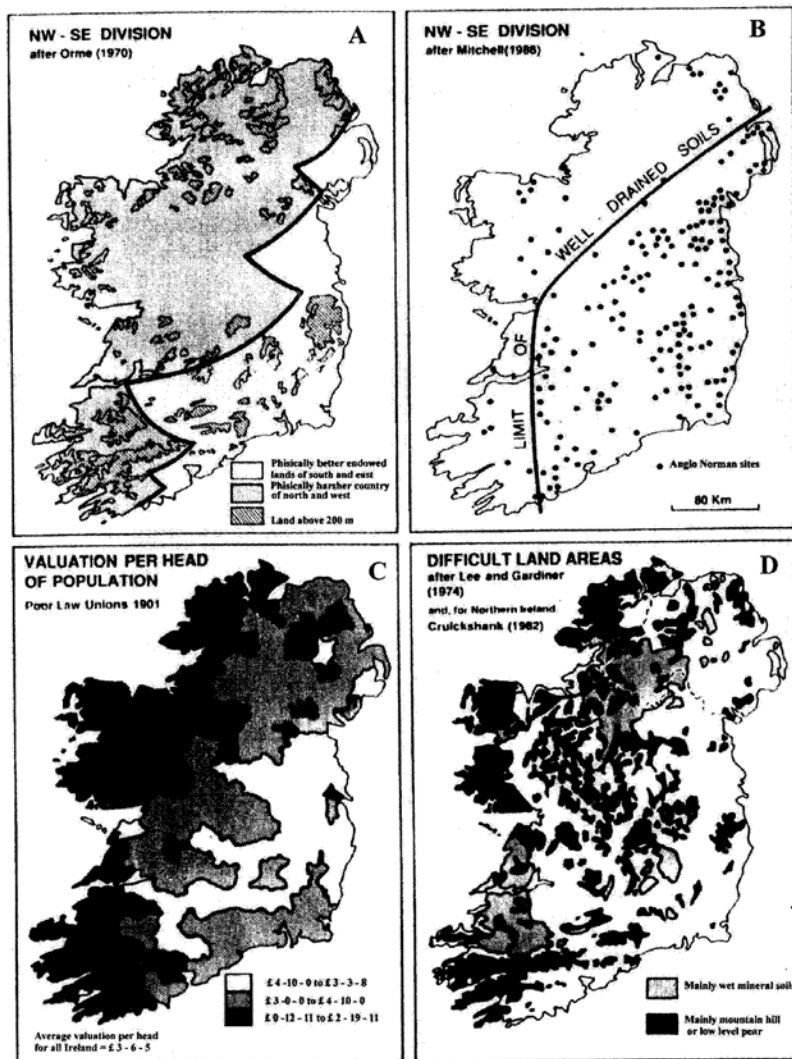 NW - SE DIVISION
after Orme (1970)
A
Phisically better endowed
lands of south and east
Phisically harsher country
of north and west
Land above 200 m
NW - SE DIVISION
after Mitchell(1986)
B
LIMIT OF WELL DRAINED SOILS
Anglo Norman sites
80 Km
VALUATION PER HEAD
OF POPULATION
Poor Law Unions 1901
C
£ 4 -10 - 0 to £ 3 - 3 - 8
£ 3 -0 - 0 to £ 4 - 10 - 0
£ 0 -12 - 11 to £ 2 - 19 - 11
Average valuation per head
for all Ireland = £ 3 - 6 - 5
DIFFICULT LAND AREAS
after Lee and Gardiner
(1974)
and, for Northern Ireland
Cruickshank (1982)
D
Mainly wet mineral soils
Mainly mountain hill
or low level pear